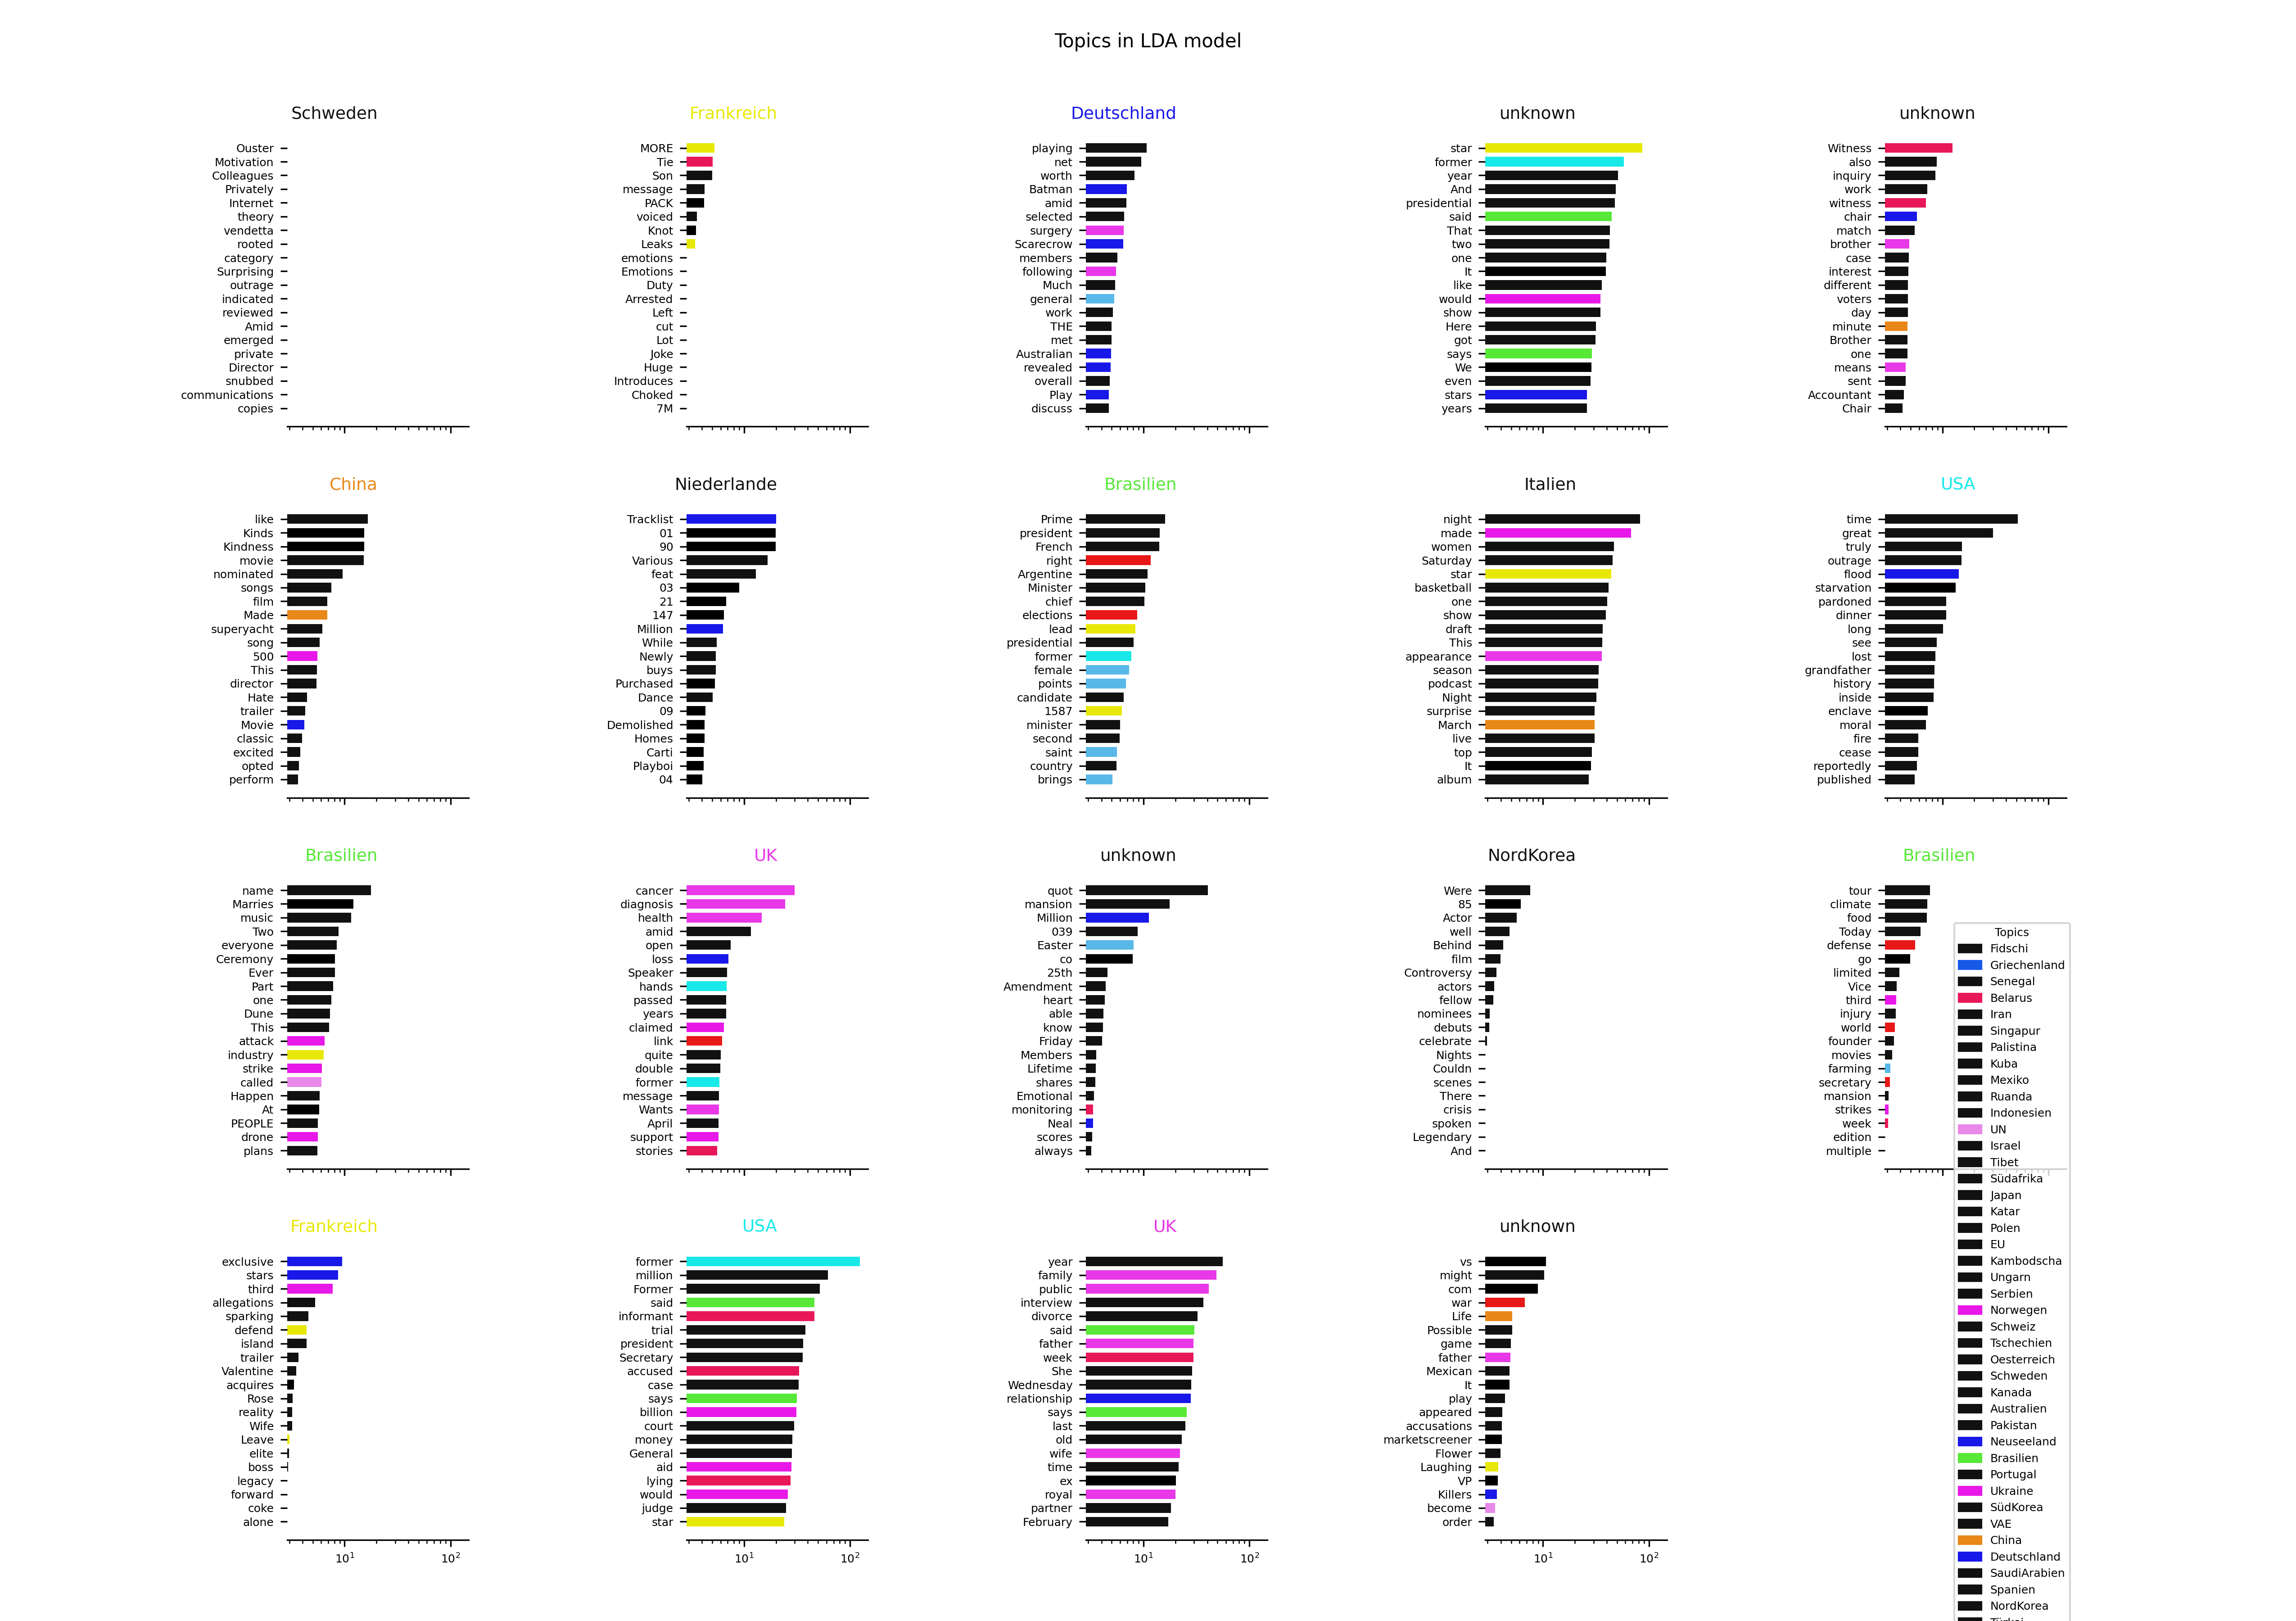 Topics in LDA model
Schweden
Ouster
Motivation
Colleagues
Privately
Internet
theory
vendetta
rooted
category
Surprising
outrage
indicated
reviewed
Amid
emerged
private
Director
snubbed
communications
copies
Frankreich
MORE
Tie
Son
message
PACK
voiced
Knot
Leaks
emotions
Emotions
Duty
Arrested
Left
cut
Lot
Joke
Huge
Introduces
Choked
7M
Deutschland
playing
net
worth
Batman
amid
selected
surgery
Scarecrow
members
following
Much
general
work
THE
met
Australian
revealed
overall
Play
discuss
unknown
star
former
year
And
presidential
said
That
two
one
It
like
would
show
Here
got
says
We
even
stars
years
unknown
Witness
also
inquiry
work
witness
chair
match
brother
case
interest
different
voters
day
minute
Brother
one
means
sent
Accountant
Chair
China
like
Kinds
Kindness
movie
nominated
songs
film
Made
superyacht
song
500
This
director
Hate
trailer
Movie
classic
excited
opted
perform
Niederlande
Tracklist
01
90
Various
feat
03
21
147
Million
While
Newly
buys
Purchased
Dance
09
Demolished
Homes
Carti
Playboi
04
Brasilien
Prime
president
French
right
Argentine
Minister
chief
elections
lead
presidential
former
female
points
candidate
1587
minister
second
saint
country
brings
Italien
night
made
women
Saturday
star
basketball
one
show
draft
This
appearance
season
podcast
Night
surprise
March
live
top
It
album
USA
time
great
truly
outrage
flood
starvation
pardoned
dinner
long
see
lost
grandfather
history
inside
enclave
moral
fire
cease
reportedly
published
Brasilien
name
Marries
music
Two
everyone
Ceremony
Ever
Part
one
Dune
This
attack
industry
strike
called
Happen
At
PEOPLE
drone
plans
UK
cancer
diagnosis
health
amid
open
loss
Speaker
hands
passed
years
claimed
link
quite
double
former
message
Wants
April
support
stories
unknown
quot
mansion
Million
039
Easter
co
25th
Amendment
heart
able
know
Friday
Members
Lifetime
shares
Emotional
monitoring
Neal
scores
always
NordKorea
Were
85
Actor
well
Behind
film
Controversy
actors
fellow
nominees
debuts
celebrate
Nights
Couldn
scenes
There
crisis
spoken
Legendary
And
Brasilien
tour
climate
food
Today
defense
go
limited
Vice
third
injury
world
founder
movies
farming
secretary
mansion
strikes
week
edition
multiple
Frankreich
exclusive
stars
third
allegations
sparking
defend
island
trailer
Valentine
acquires
Rose
reality
Wife
Leave
elite
boss
legacy
forward
coke
alone
10¹ 10²
USA
former
million
Former
said
informant
trial
president
Secretary
accused
case
says
billion
court
money
General
aid
lying
would
judge
star
10¹ 10²
UK
year
family
public
interview
divorce
said
father
week
She
Wednesday
relationship
says
last
old
wife
time
ex
royal
partner
February
10¹ 10²
unknown
vs
might
com
war
Life
Possible
game
father
Mexican
It
play
appeared
accusations
marketscreener
Flower
Laughing
VP
Killers
become
order
10¹ 10²
Topics
Fidschi
Griechenland
Senegal
Belarus
Iran
Singapur
Palistina
Kuba
Mexiko
Ruanda
Indonesien
UN
Israel
Tibet
Südafrika
Japan
Katar
Polen
EU
Kambodscha
Ungarn
Serbien
Norwegen
Schweiz
Tschechien
Oesterreich
Schweden
Kanada
Australien
Pakistan
Neuseeland
Brasilien
Portugal
Ukraine
SüdKorea
VAE
China
Deutschland
SaudiArabien
Spanien
NordKorea